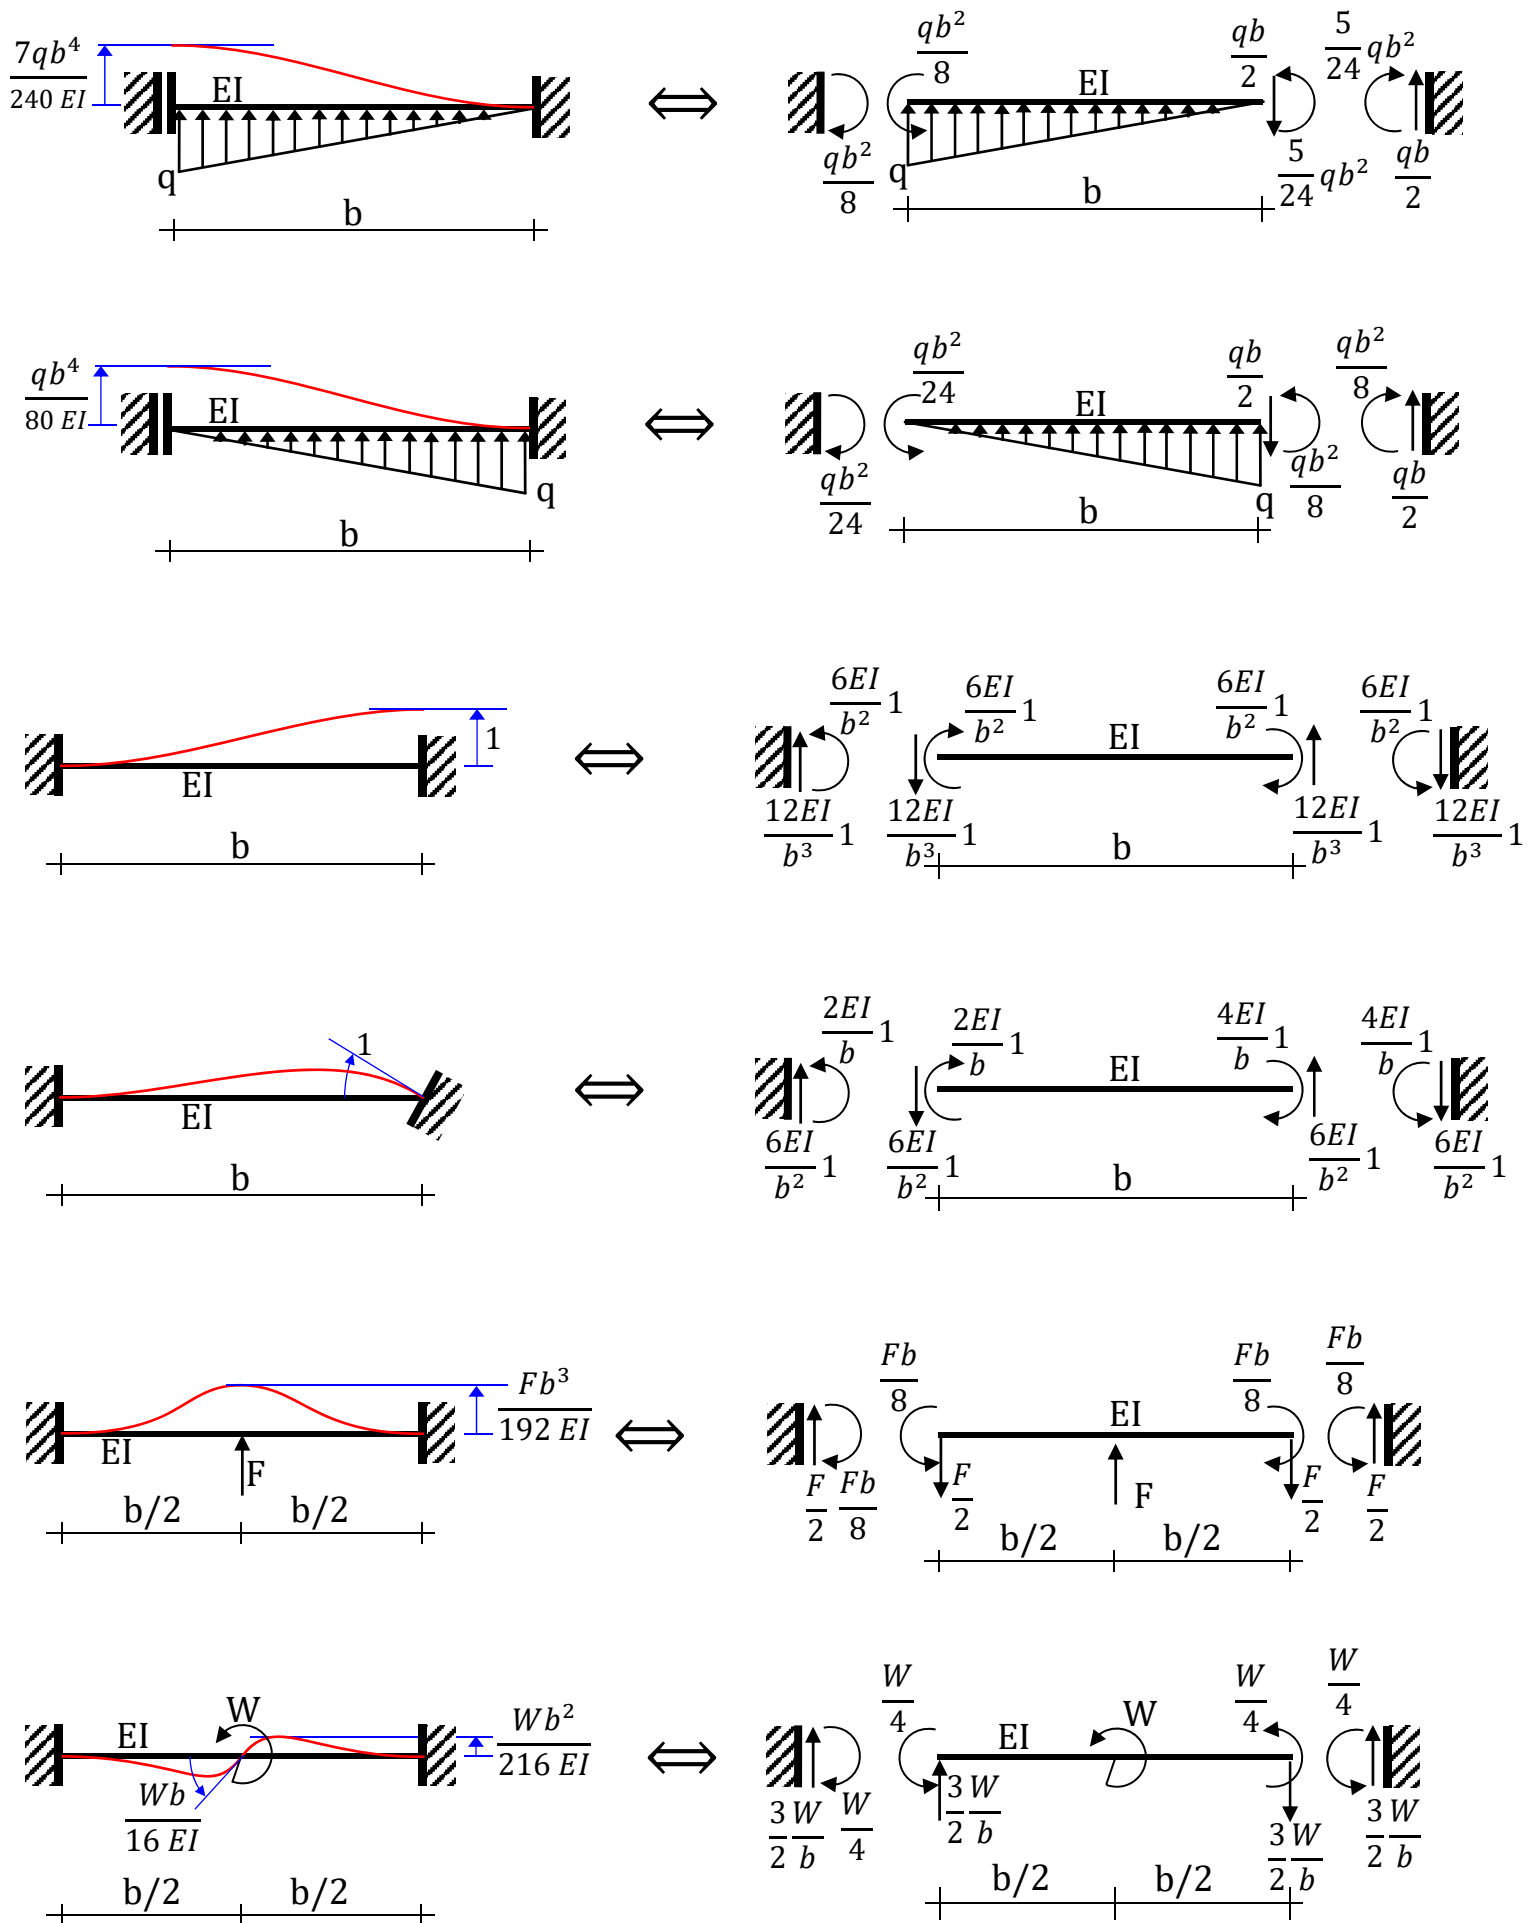 7qb⁴/240 EI EI q b
qb²/8 qb²/8 q EI b qb/2 5/24 qb² 5/24 qb² qb/2
qb⁴/80 EI EI q b
qb²/24 qb²/24 EI b qb/2 q qb²/8 qb²/8 qb/2
EI 1 b
6EI/b² 1 12EI/b³ 1 6EI/b² 1 12EI/b³ 1 EI b 6EI/b² 1 12EI/b³ 1 6EI/b² 1 12EI/b³ 1
EI 1 b
2EI/b 1 6EI/b² 1 2EI/b 1 6EI/b² 1 EI b 4EI/b 1 6EI/b² 1 4EI/b 1 6EI/b² 1
EI F Fb³/192 EI b/2 b/2
F/2 Fb/8 Fb/8 F/2 EI F b/2 b/2 Fb/8 F/2 Fb/8 F/2
EI W Wb/16 EI Wb²/216 EI b/2 b/2
3/2 W/b W/4 W/4 3/2 W/b EI W b/2 b/2 W/4 3/2 W/b W/4 3/2 W/b